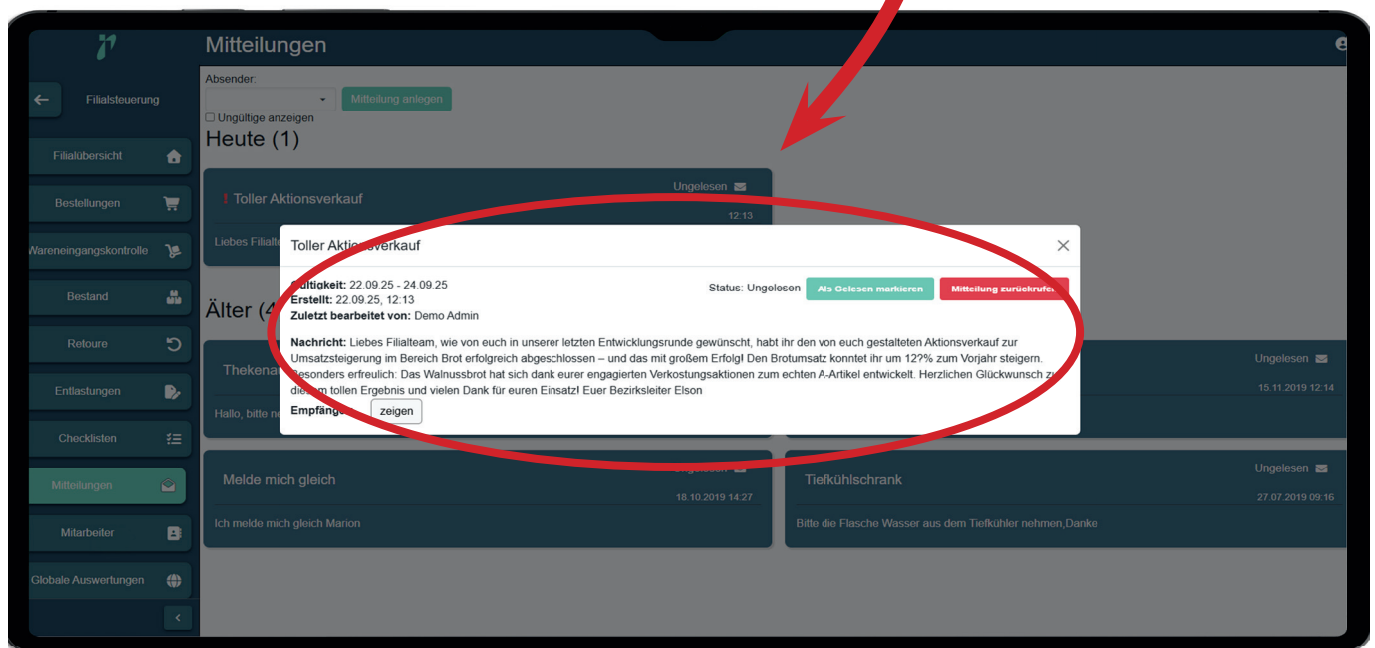 Mitteilungen
Filialsteuerung
Filialübersicht
Bestellungen
Wareneingangskontrolle
Bestand
Retoure
Entlastungen
Checklisten
Mitteilungen
Mitarbeiter
Globale Auswertungen
Absender:
Mitteilung anlegen
Ungültige anzeigen
Heute (1)
! Toller Aktionsverkauf
Ungelesen
12:13
Liebes
Toller Aktionsverkauf
Gültigkeit: 22.09.25 - 24.09.25
Erstellt: 22.09.25, 12:13
Zuletzt bearbeitet von: Demo Admin
Status: Ungelesen
Als Gelesen markieren
Mitteilung zurückrufen
Nachricht: Liebes Filialteam, wie von euch in unserer letzten Entwicklungsrunde gewünscht, habt ihr den von euch gestalteten Aktionsverkauf zur
Umsatzsteigerung im Bereich Brot erfolgreich abgeschlossen – und das mit großem Erfolg! Den Brotumsatz konntet ihr um 12?% zum Vorjahr steigern.
Besonders erfreulich: Das Walnussbrot hat sich dank eurer engagierten Verkostungsaktionen zum echten A-Artikel entwickelt. Herzlichen Glückwunsch zu
diesem tollen Ergebnis und vielen Dank für euren Einsatz! Euer Bezirksleiter Elson
zeigen
Älter
Hallo, bitte
Ungelesen
15.11.2019 12:14
Melde mich gleich
Ungelesen
18.10.2019 14:27
Ich melde mich gleich Marion
Tiefkühlschrank
Ungelesen
27.07.2019 09:16
Bitte die Flasche Wasser aus dem Tiefkühler nehmen,Danke